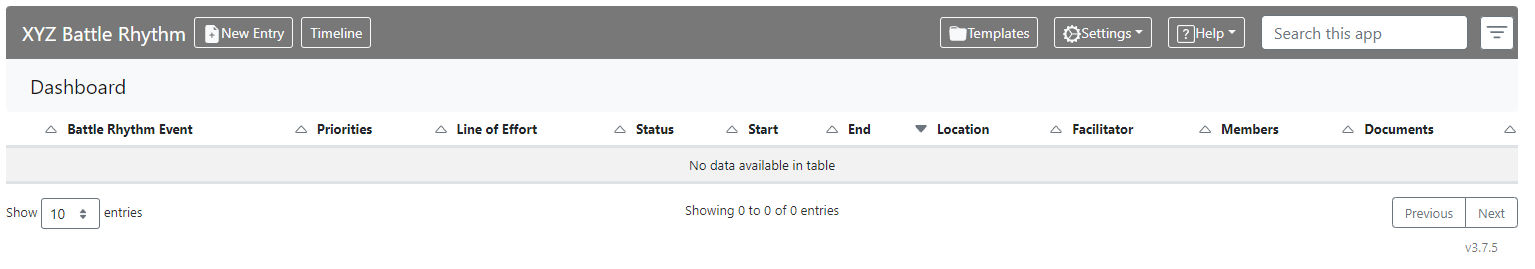 XYZ Battle Rhythm New Entry Timeline Templates Settings Help Search this app
Dashboard
Battle Rhythm Event Priorities Line of Effort Status Start End Location Facilitator Members Documents
No data available in table
Show 10 entries Showing 0 to 0 of 0 entries Previous Next
v3.7.5